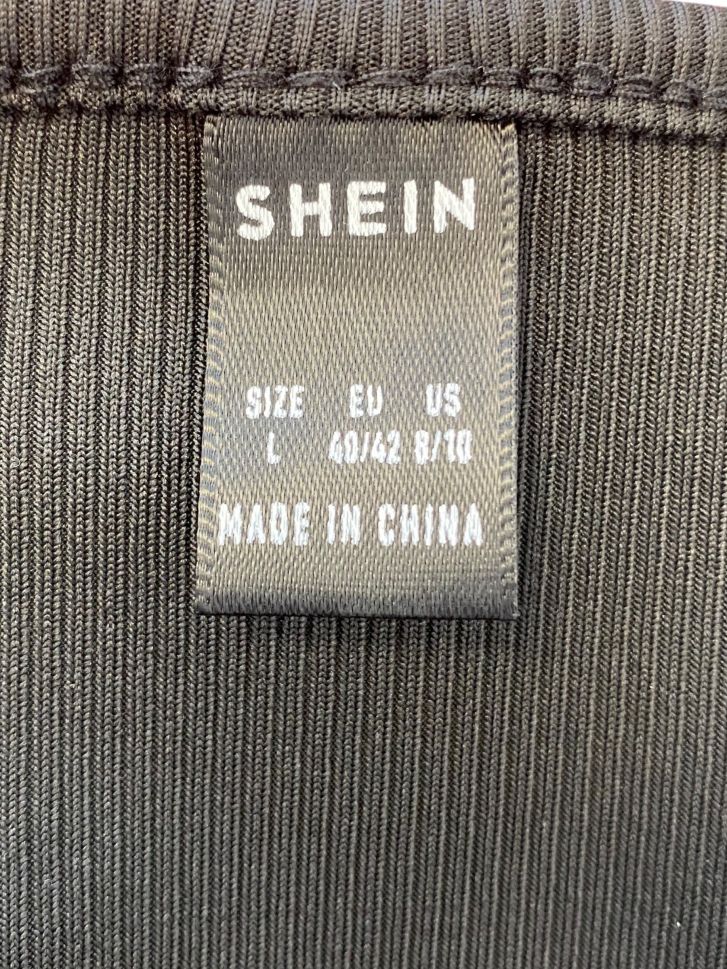 SHEIN
SIZE EU US
L 40/42 8/10
MADE IN CHINA